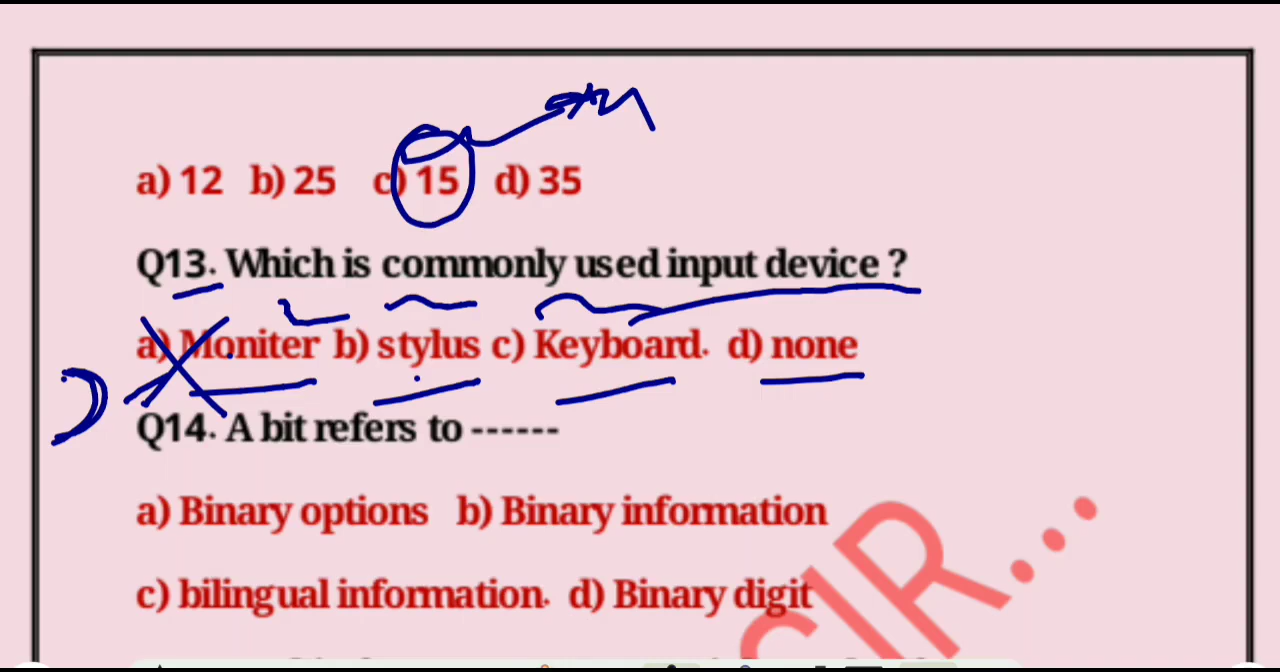 a) 12 b) 25 c) 15 d) 35
Q13. Which is commonly used input device ?
a) Moniter b) stylus c) Keyboard. d) none
Q14. A bit refers to ------
a) Binary options b) Binary information
c) bilingual information. d) Binary digit
CIR...